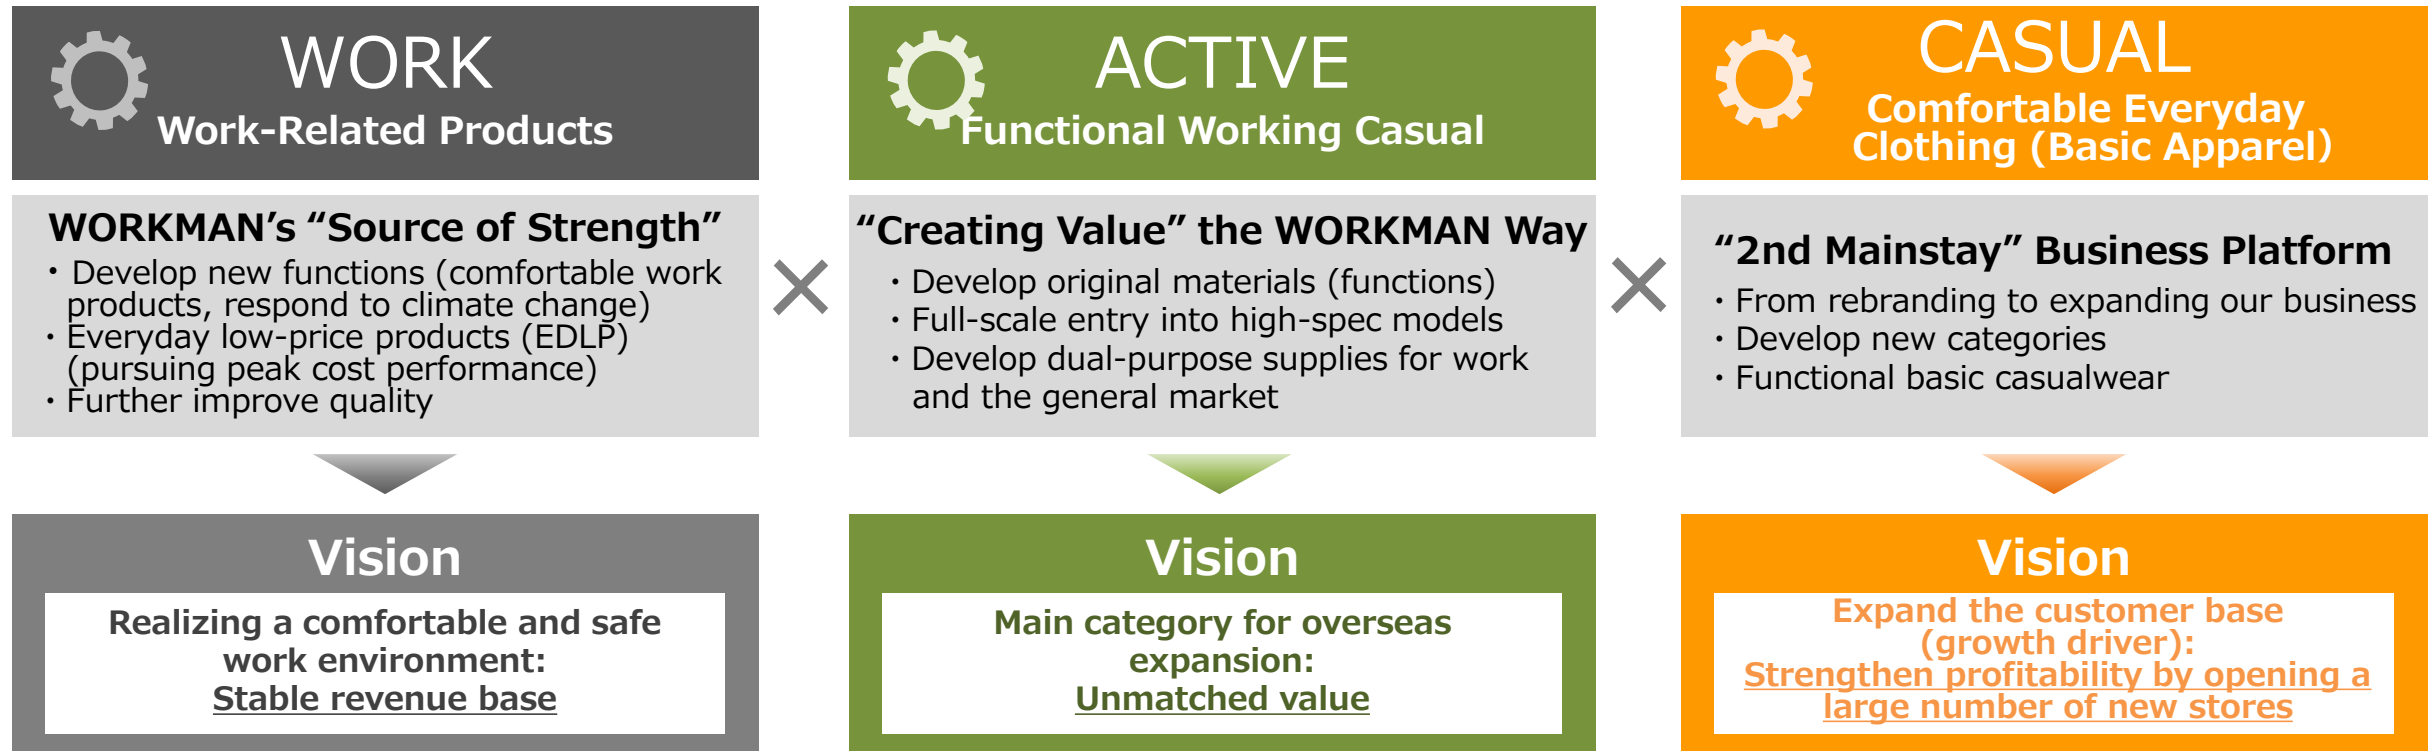 WORK
Work-Related Products
WORKMAN’s “Source of Strength”
・Develop new functions (comfortable work
products, respond to climate change)
・Everyday low-price products (EDLP)
(pursuing peak cost performance)
・Further improve quality
Vision
Realizing a comfortable and safe
work environment:
Stable revenue base
×
ACTIVE
Functional Working Casual
“Creating Value” the WORKMAN Way
・Develop original materials (functions)
・Full-scale entry into high-spec models
・Develop dual-purpose supplies for work
and the general market
Vision
Main category for overseas
expansion:
Unmatched value
×
CASUAL
Comfortable Everyday
Clothing (Basic Apparel)
“2nd Mainstay” Business Platform
・From rebranding to expanding our business
・Develop new categories
・Functional basic casualwear
Vision
Expand the customer base
(growth driver):
Strengthen profitability by opening a
large number of new stores